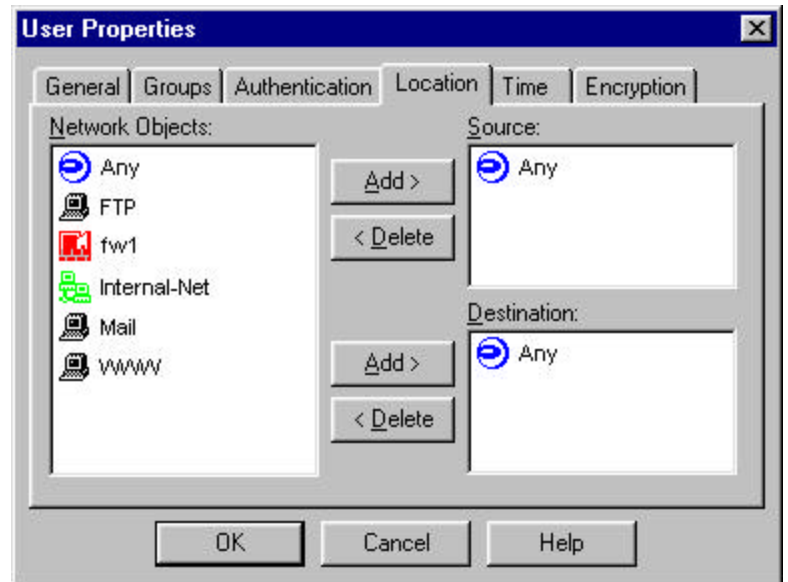 User Properties
General Groups Authentication Location Time Encryption
Network Objects:
Any
FTP
fw1
Internal-Net
Mail
WWW
Add >
< Delete
Add >
< Delete
Source:
Any
Destination:
Any
OK Cancel Help